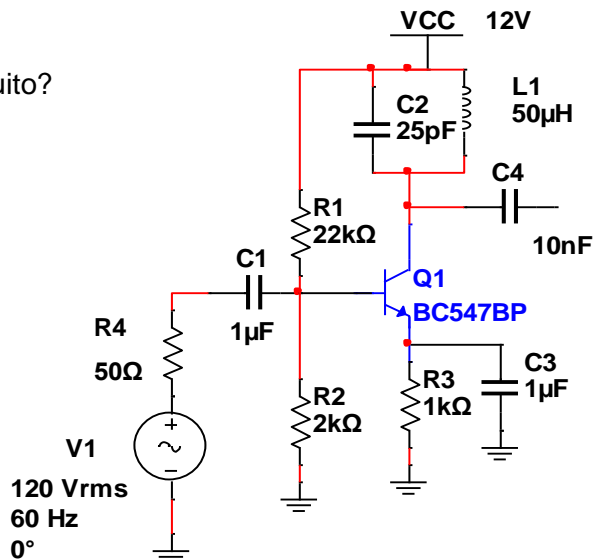 VCC 12V
uito?
C2
25pF
L1
50µH
C4
10nF
R1
22kΩ
C1
1µF
Q1
BC547BP
R4
50Ω
R2
2kΩ
R3
1kΩ
C3
1µF
V1
120 Vrms
60 Hz
0°